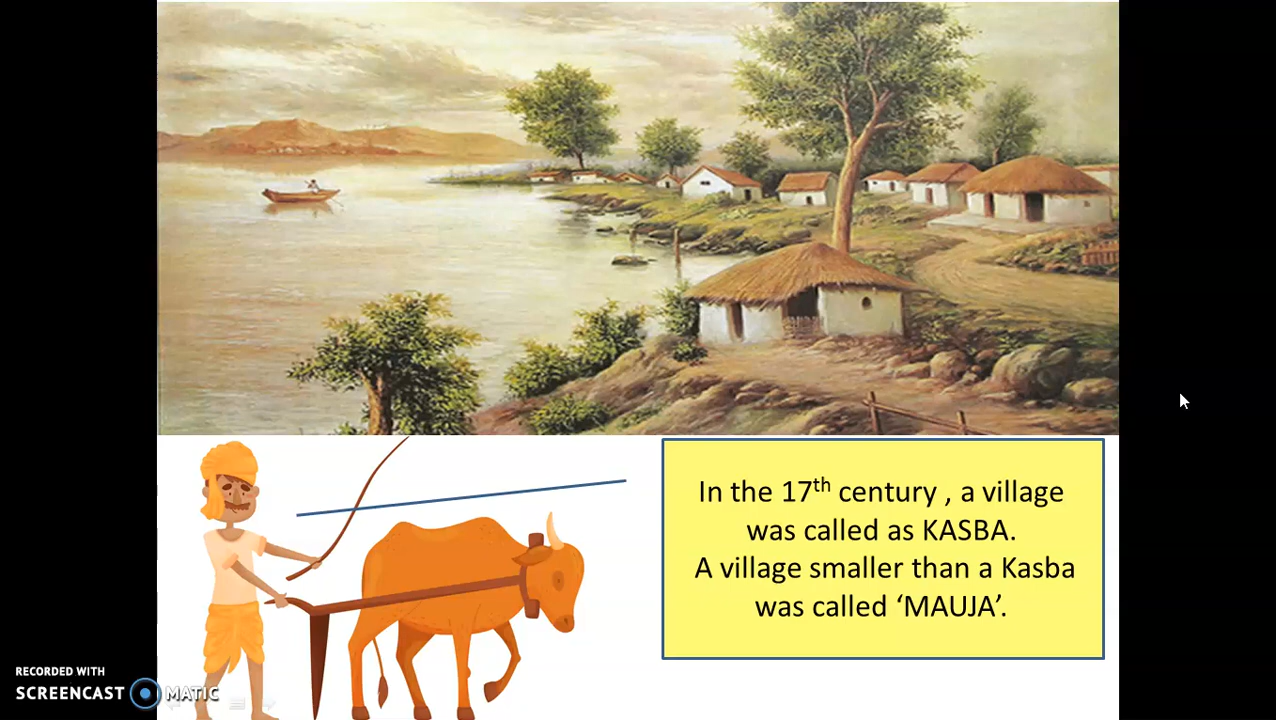 In the 17th century , a village
was called as KASBA.
A village smaller than a Kasba
was called ‘MAUJA’.
RECORDED WITH
SCREENCAST MATIC